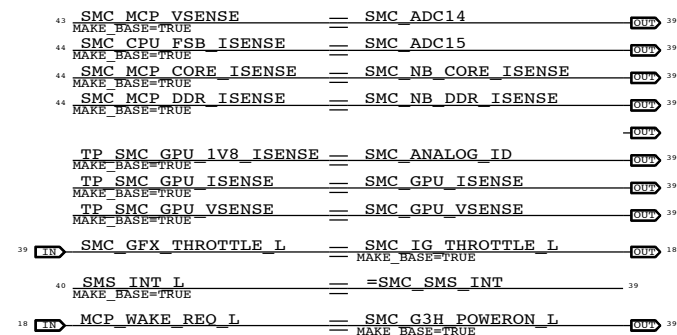 43 SMC_MCP_VSENSE = SMC_ADC14 OUT 39
MAKE_BASE=TRUE
44 SMC_CPU_FSB_ISENSE = SMC_ADC15 OUT 39
MAKE_BASE=TRUE
44 SMC_MCP_CORE_ISENSE = SMC_NB_CORE_ISENSE OUT 39
MAKE_BASE=TRUE
44 SMC_MCP_DDR_ISENSE = SMC_NB_DDR_ISENSE OUT 39
MAKE_BASE=TRUE
OUT
TP_SMC_GPU_1V8_ISENSE = SMC_ANALOG_ID OUT 39
MAKE_BASE=TRUE
TP_SMC_GPU_ISENSE = SMC_GPU_ISENSE OUT 39
MAKE_BASE=TRUE
TP_SMC_GPU_VSENSE = SMC_GPU_VSENSE OUT 39
MAKE_BASE=TRUE
39 IN SMC_GFX_THROTTLE_L = SMC_IG_THROTTLE_L OUT 18
MAKE_BASE=TRUE
40 SMS_INT_L = =SMC_SMS_INT 39
MAKE_BASE=TRUE
18 IN MCP_WAKE_REQ_L = SMC_G3H_POWERON_L OUT 39
MAKE_BASE=TRUE